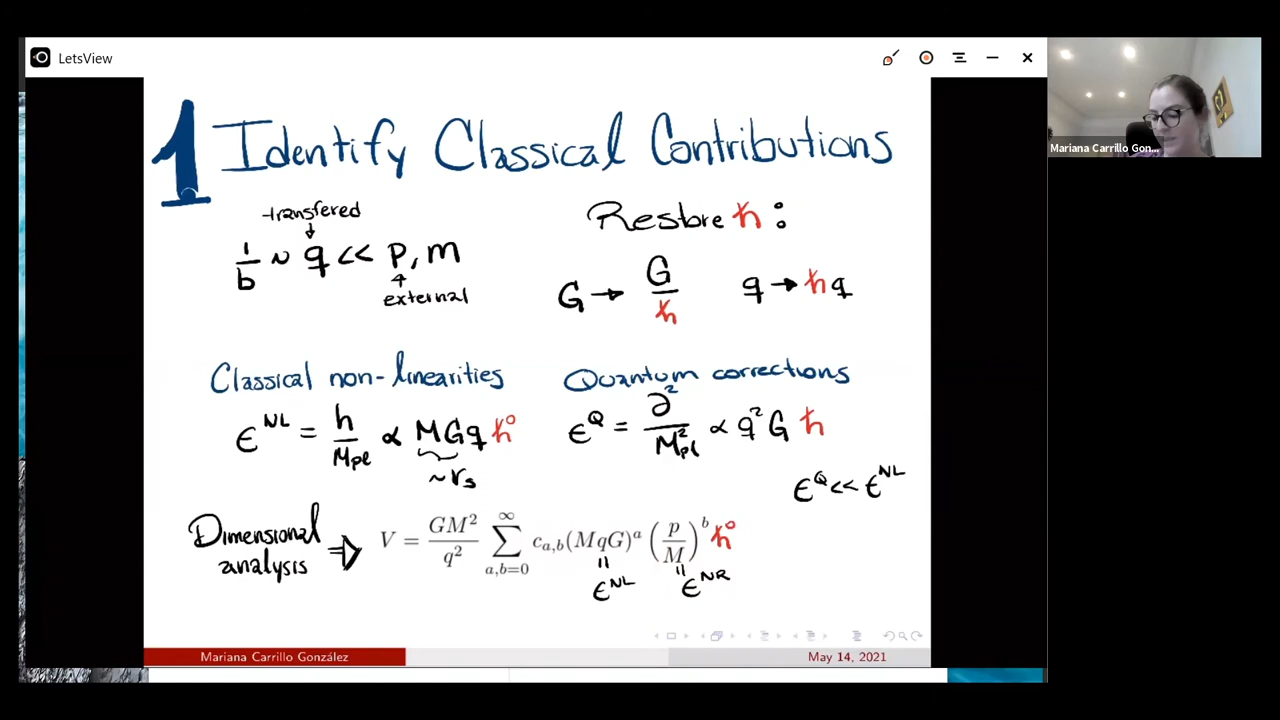 LetsView
1 Identify Classical Contributions
transfered
↓
1/b ~ q << p, m
↑
external
Restore ħ :
G → G/ħ    q → ħq
Classical non-linearities
ϵ^NL = h/M_pl ∝ MGq ħ⁰
~ r_s
Quantum corrections
ϵ^Q = ∂²/M²_pl ∝ q²G ħ
ϵ^Q << ϵ^NL
Dimensional analysis ⇒ V = GM²/q² ∑_{a,b=0}^{∞} c_{a,b}(MqG)^a (p/M)^b ħ⁰
= ϵ^NL
= ϵ^NR
Mariana Carrillo González
May 14, 2021
Mariana Carrillo Gon...